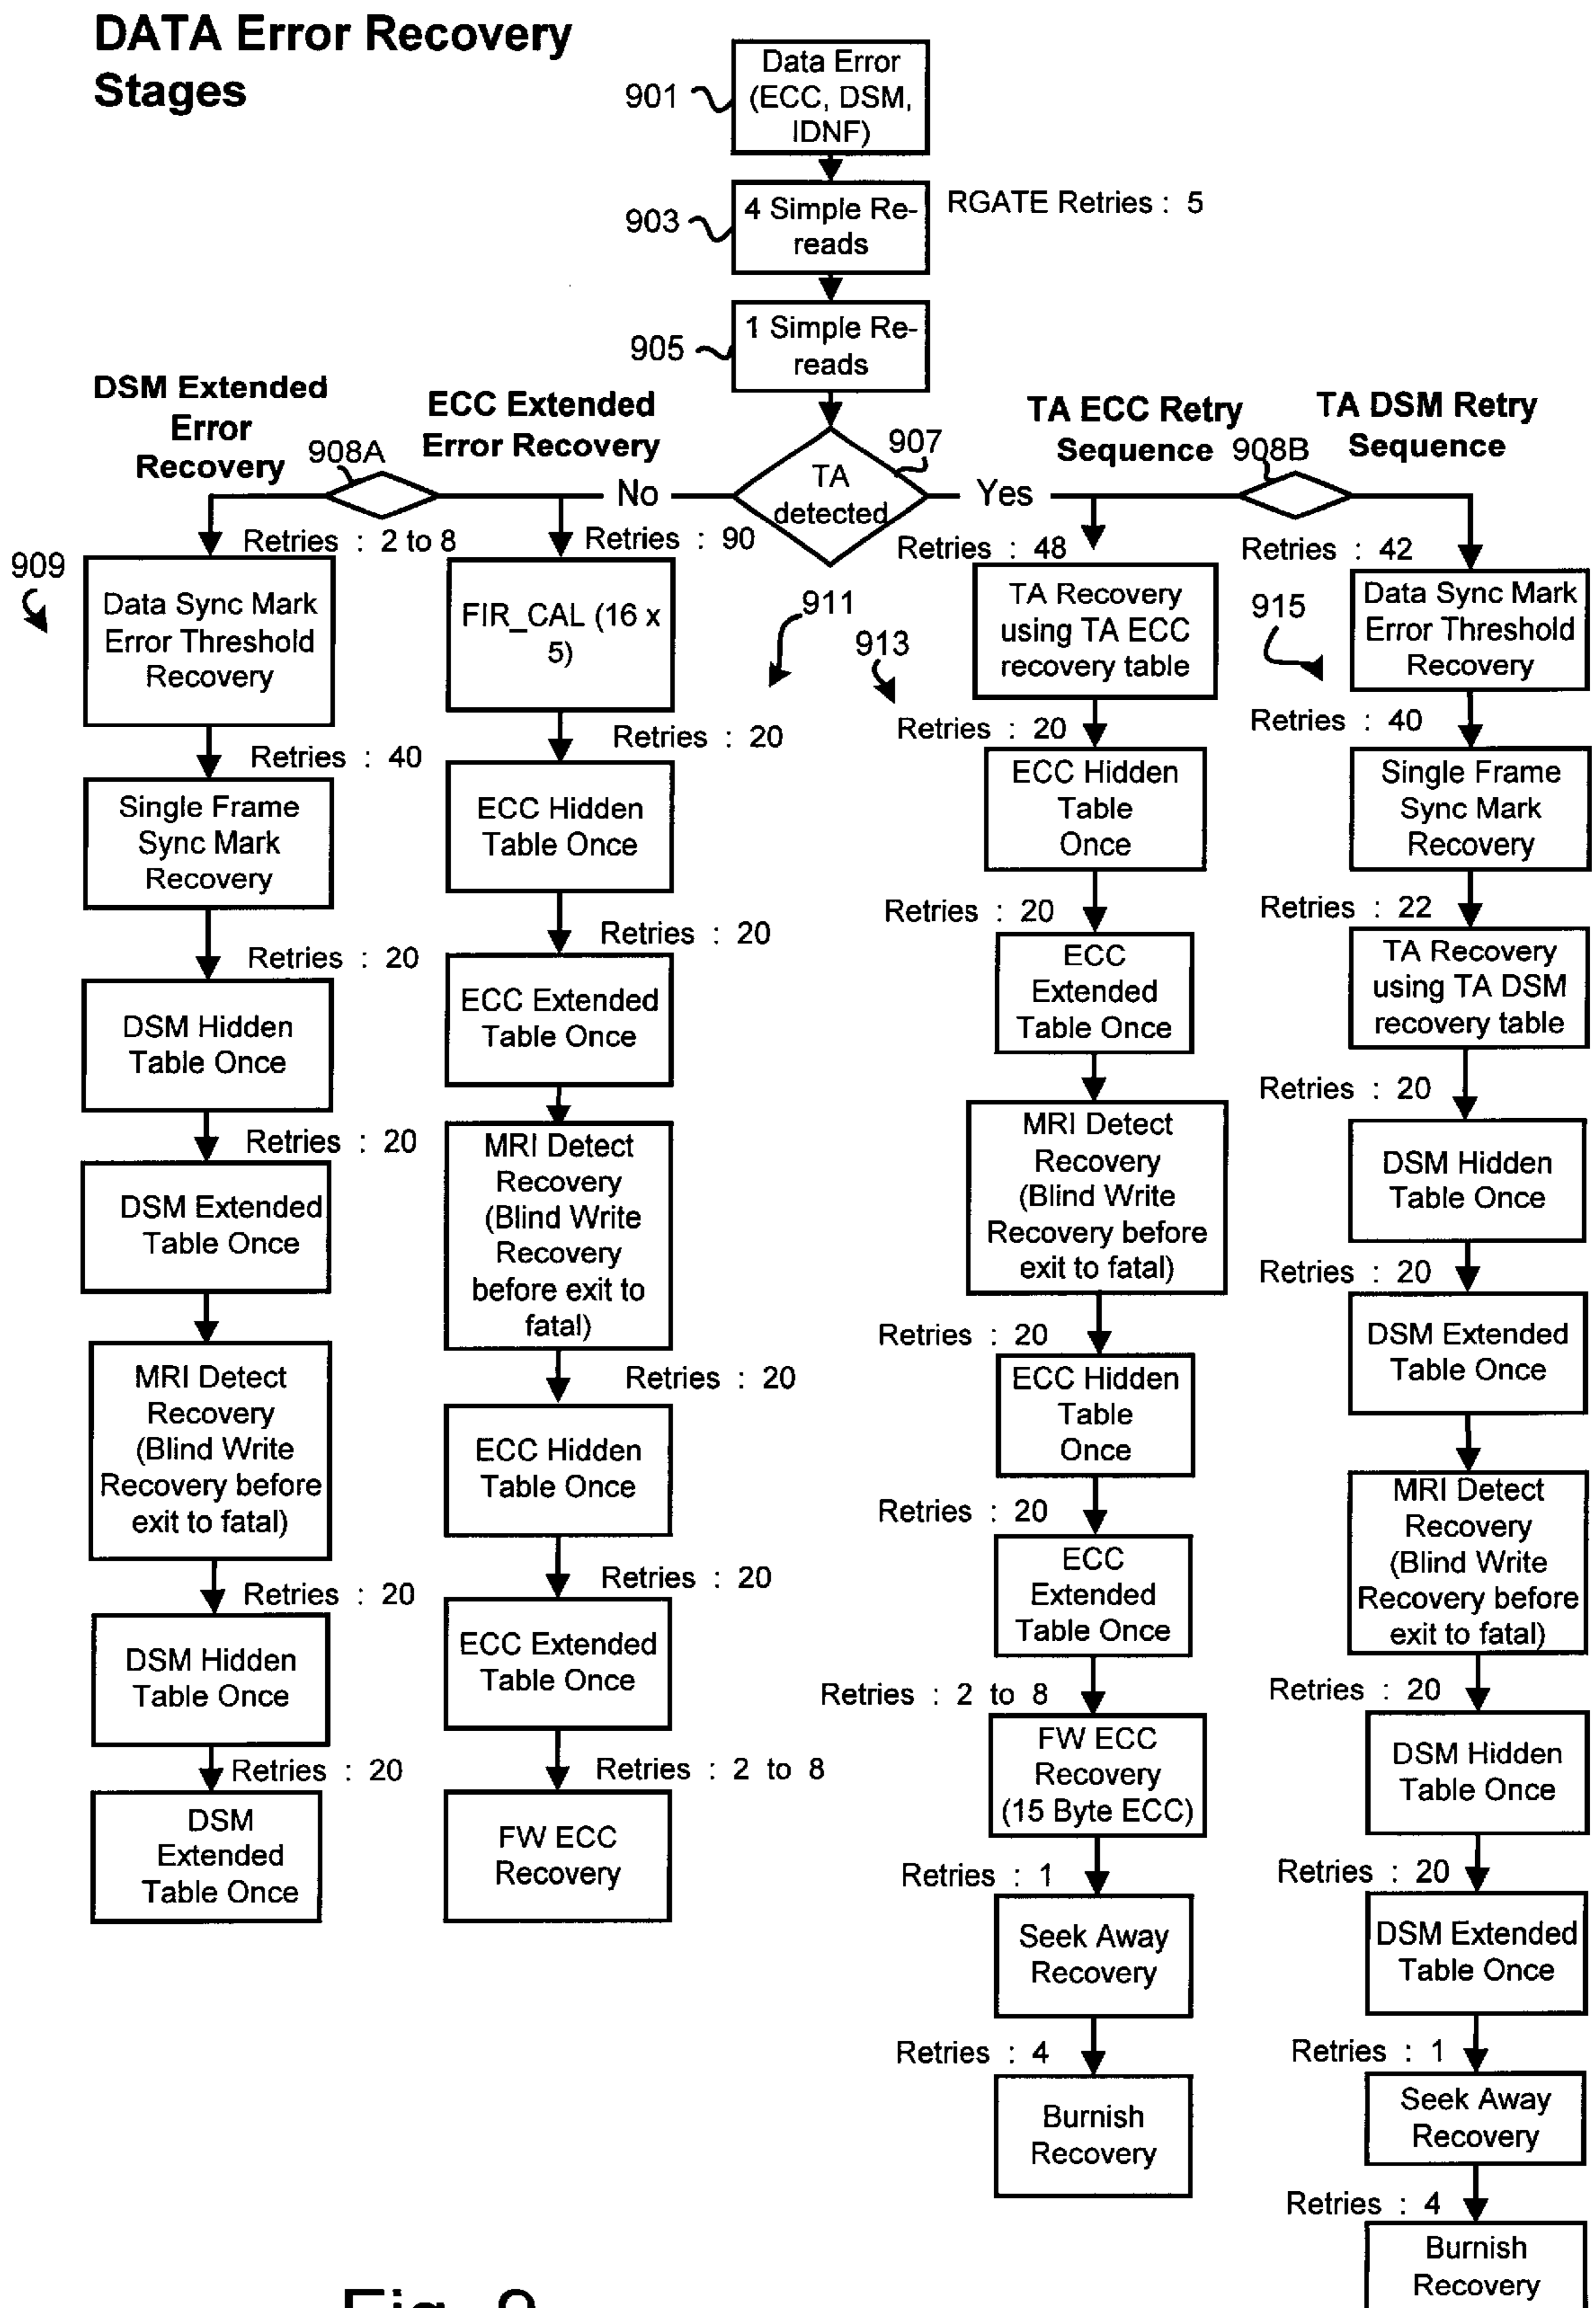 DATA Error Recovery
Stages
901
Data Error
(ECC, DSM,
IDNF)
903
4 Simple Re-
reads
RGATE Retries : 5
905
1 Simple Re-
reads
907
TA
detected
No
Yes
DSM Extended
Error
Recovery
908A
ECC Extended
Error Recovery
TA ECC Retry
Sequence
908B
TA DSM Retry
Sequence
909
Retries : 2 to 8
Data Sync Mark
Error Threshold
Recovery
Retries : 40
Single Frame
Sync Mark
Recovery
Retries : 20
DSM Hidden
Table Once
Retries : 20
DSM Extended
Table Once
MRI Detect
Recovery
(Blind Write
Recovery before
exit to fatal)
Retries : 20
DSM Hidden
Table Once
Retries : 20
DSM
Extended
Table Once
911
Retries : 90
FIR_CAL (16 x
5)
Retries : 20
ECC Hidden
Table Once
Retries : 20
ECC Extended
Table Once
MRI Detect
Recovery
(Blind Write
Recovery
before exit to
fatal)
Retries : 20
ECC Hidden
Table Once
Retries : 20
ECC Extended
Table Once
Retries : 2 to 8
FW ECC
Recovery
913
Retries : 48
TA Recovery
using TA ECC
recovery table
Retries : 20
ECC Hidden
Table
Once
Retries : 20
ECC
Extended
Table Once
MRI Detect
Recovery
(Blind Write
Recovery before
exit to fatal)
Retries : 20
ECC Hidden
Table
Once
Retries : 20
ECC
Extended
Table Once
Retries : 2 to 8
FW ECC
Recovery
(15 Byte ECC)
Retries : 1
Seek Away
Recovery
Retries : 4
Burnish
Recovery
915
Retries : 42
Data Sync Mark
Error Threshold
Recovery
Retries : 40
Single Frame
Sync Mark
Recovery
Retries : 22
TA Recovery
using TA DSM
recovery table
Retries : 20
DSM Hidden
Table Once
Retries : 20
DSM Extended
Table Once
MRI Detect
Recovery
(Blind Write
Recovery before
exit to fatal)
Retries : 20
DSM Hidden
Table Once
Retries : 20
DSM Extended
Table Once
Retries : 1
Seek Away
Recovery
Retries : 4
Burnish
Recovery